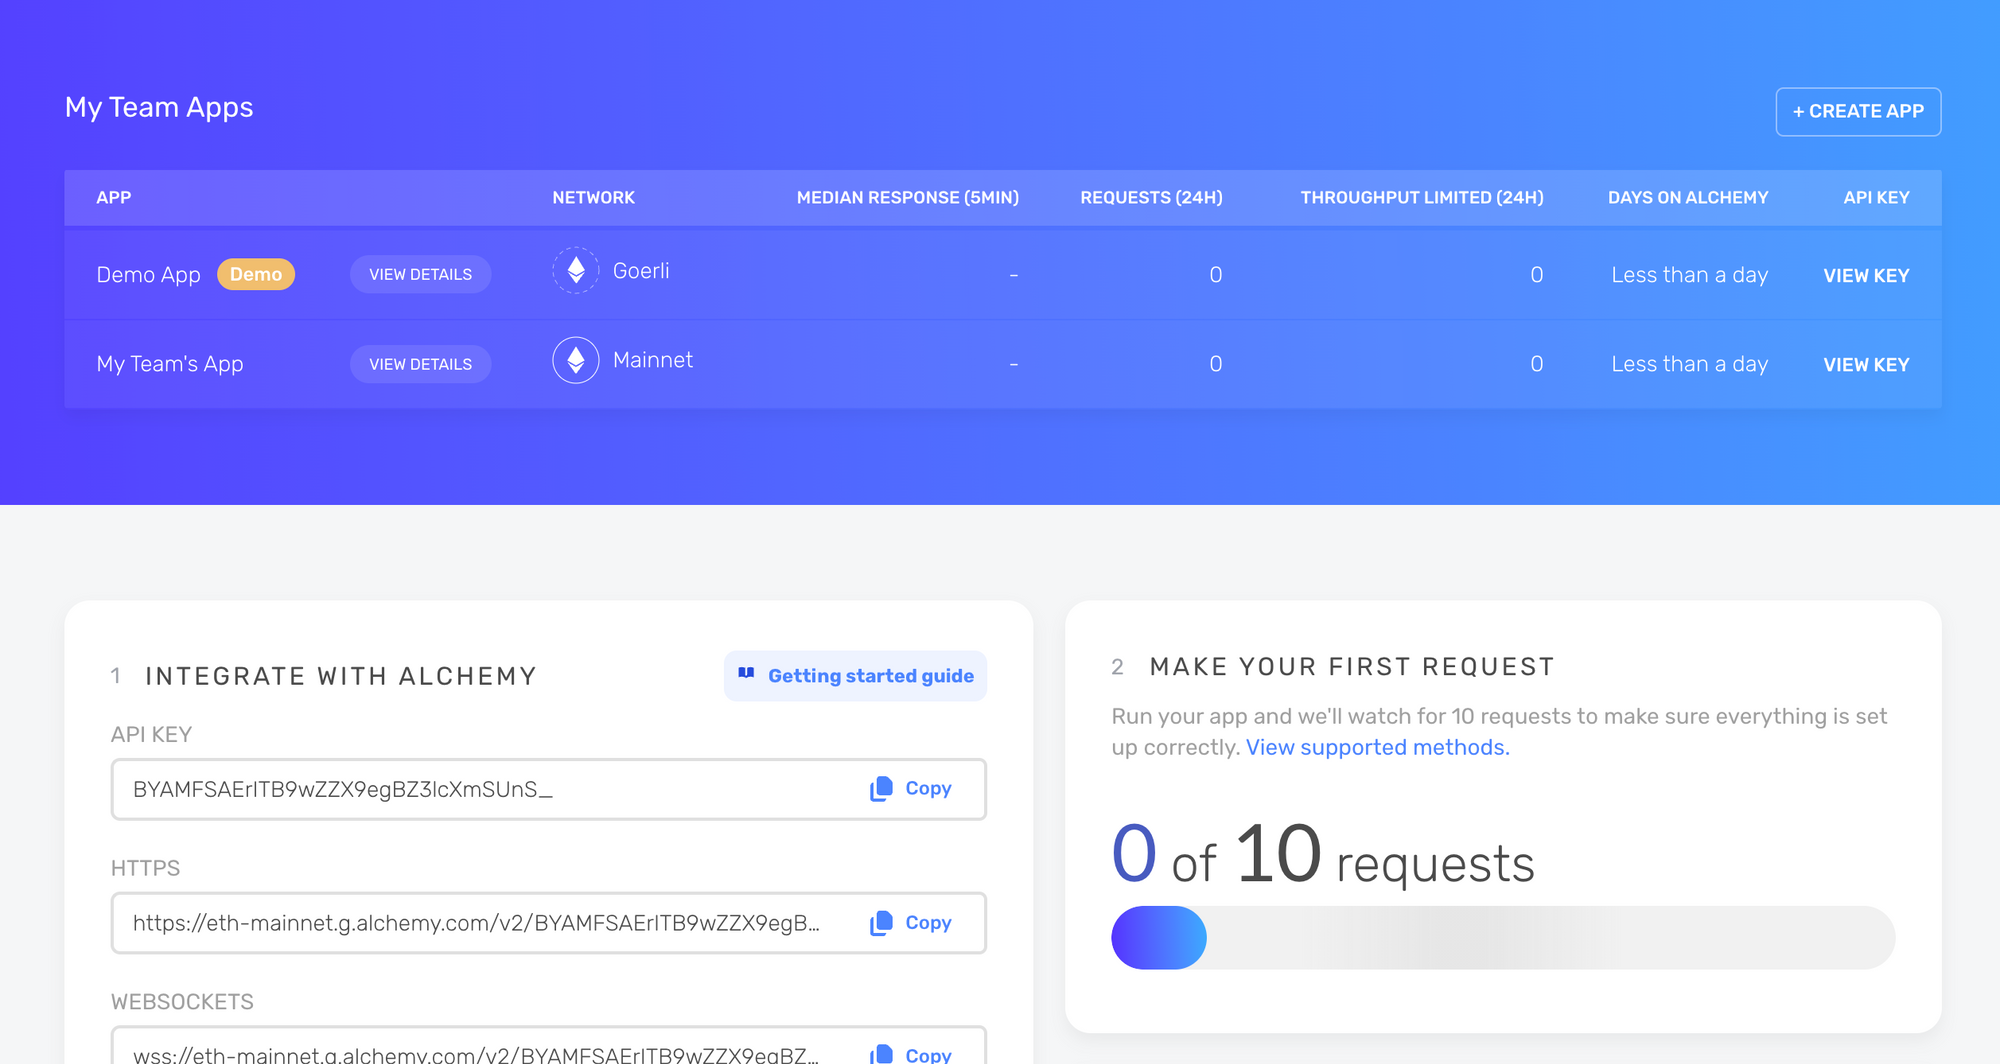 My Team Apps
+ CREATE APP
APP NETWORK MEDIAN RESPONSE (5MIN) REQUESTS (24H) THROUGHPUT LIMITED (24H) DAYS ON ALCHEMY API KEY
Demo App Demo VIEW DETAILS Goerli - 0 0 Less than a day VIEW KEY
My Team's App VIEW DETAILS Mainnet - 0 0 Less than a day VIEW KEY
1 INTEGRATE WITH ALCHEMY
Getting started guide
API KEY
BYAMFSAErlTB9wZZX9egBZ3lcXmSUnS_ Copy
HTTPS
https://eth-mainnet.g.alchemy.com/v2/BYAMFSAErlTB9wZZX9egB... Copy
WEBSOCKETS
wss://eth-mainnet.g.alchemy.com/v2/BYAMFSAErlTB9wZZX9egBZ... Copy
2 MAKE YOUR FIRST REQUEST
Run your app and we'll watch for 10 requests to make sure everything is set
up correctly. View supported methods.
0 of 10 requests